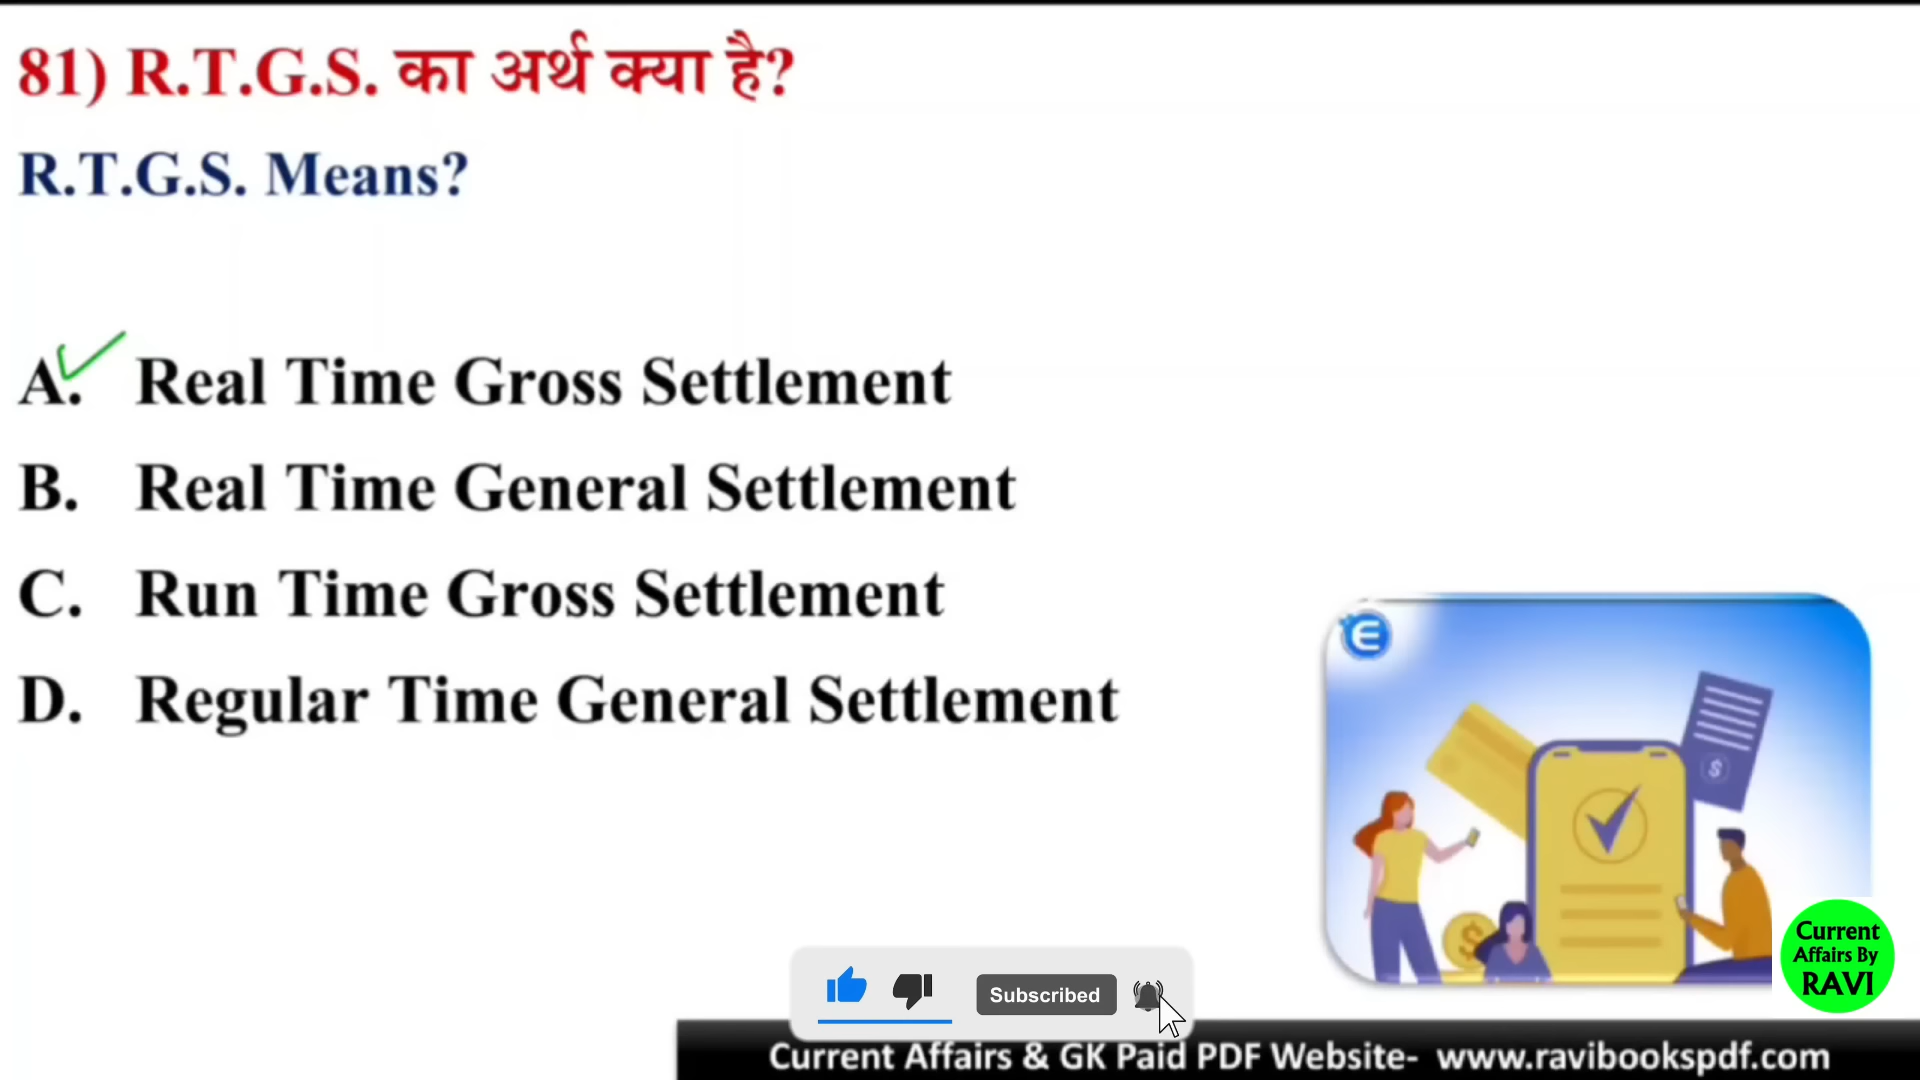 81) R.T.G.S. का अर्थ क्या है?
R.T.G.S. Means?
A. Real Time Gross Settlement
B. Real Time General Settlement
C. Run Time Gross Settlement
D. Regular Time General Settlement
E
$
$
Current
Affairs By
RAVI
Subscribed
Current Affairs & GK Paid PDF Website- www.ravibookspdf.com